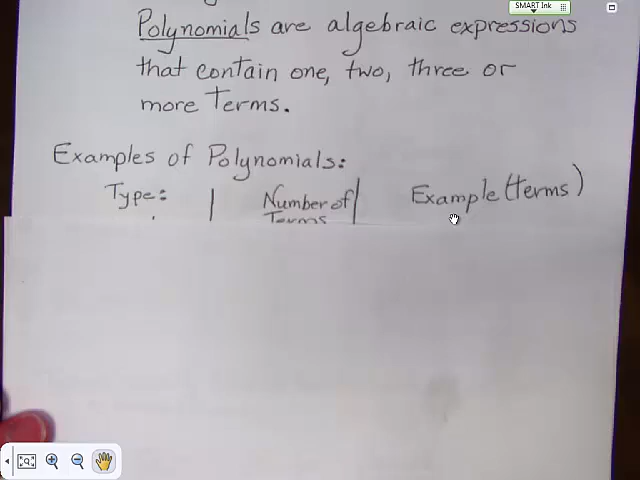 SMART Ink
Polynomials are algebraic expressions
that contain one, two, three or
more Terms.
Examples of Polynomials:
Type: | Number of | Example (terms)
Terms